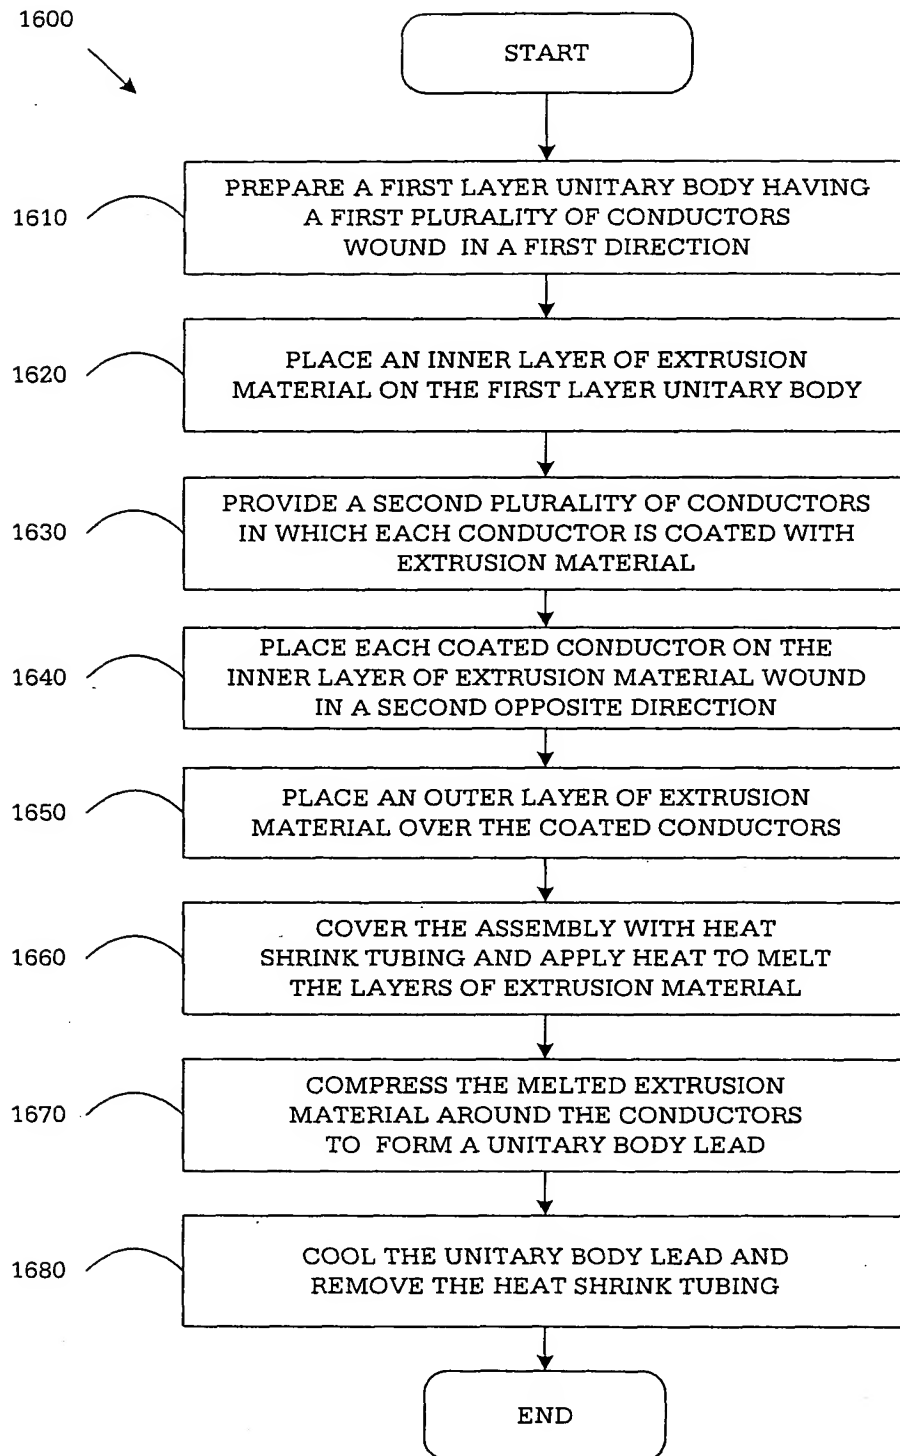 1600
START
1610
PREPARE A FIRST LAYER UNITARY BODY HAVING
A FIRST PLURALITY OF CONDUCTORS
WOUND IN A FIRST DIRECTION
1620
PLACE AN INNER LAYER OF EXTRUSION
MATERIAL ON THE FIRST LAYER UNITARY BODY
1630
PROVIDE A SECOND PLURALITY OF CONDUCTORS
IN WHICH EACH CONDUCTOR IS COATED WITH
EXTRUSION MATERIAL
1640
PLACE EACH COATED CONDUCTOR ON THE
INNER LAYER OF EXTRUSION MATERIAL WOUND
IN A SECOND OPPOSITE DIRECTION
1650
PLACE AN OUTER LAYER OF EXTRUSION
MATERIAL OVER THE COATED CONDUCTORS
1660
COVER THE ASSEMBLY WITH HEAT
SHRINK TUBING AND APPLY HEAT TO MELT
THE LAYERS OF EXTRUSION MATERIAL
1670
COMPRESS THE MELTED EXTRUSION
MATERIAL AROUND THE CONDUCTORS
TO FORM A UNITARY BODY LEAD
1680
COOL THE UNITARY BODY LEAD AND
REMOVE THE HEAT SHRINK TUBING
END